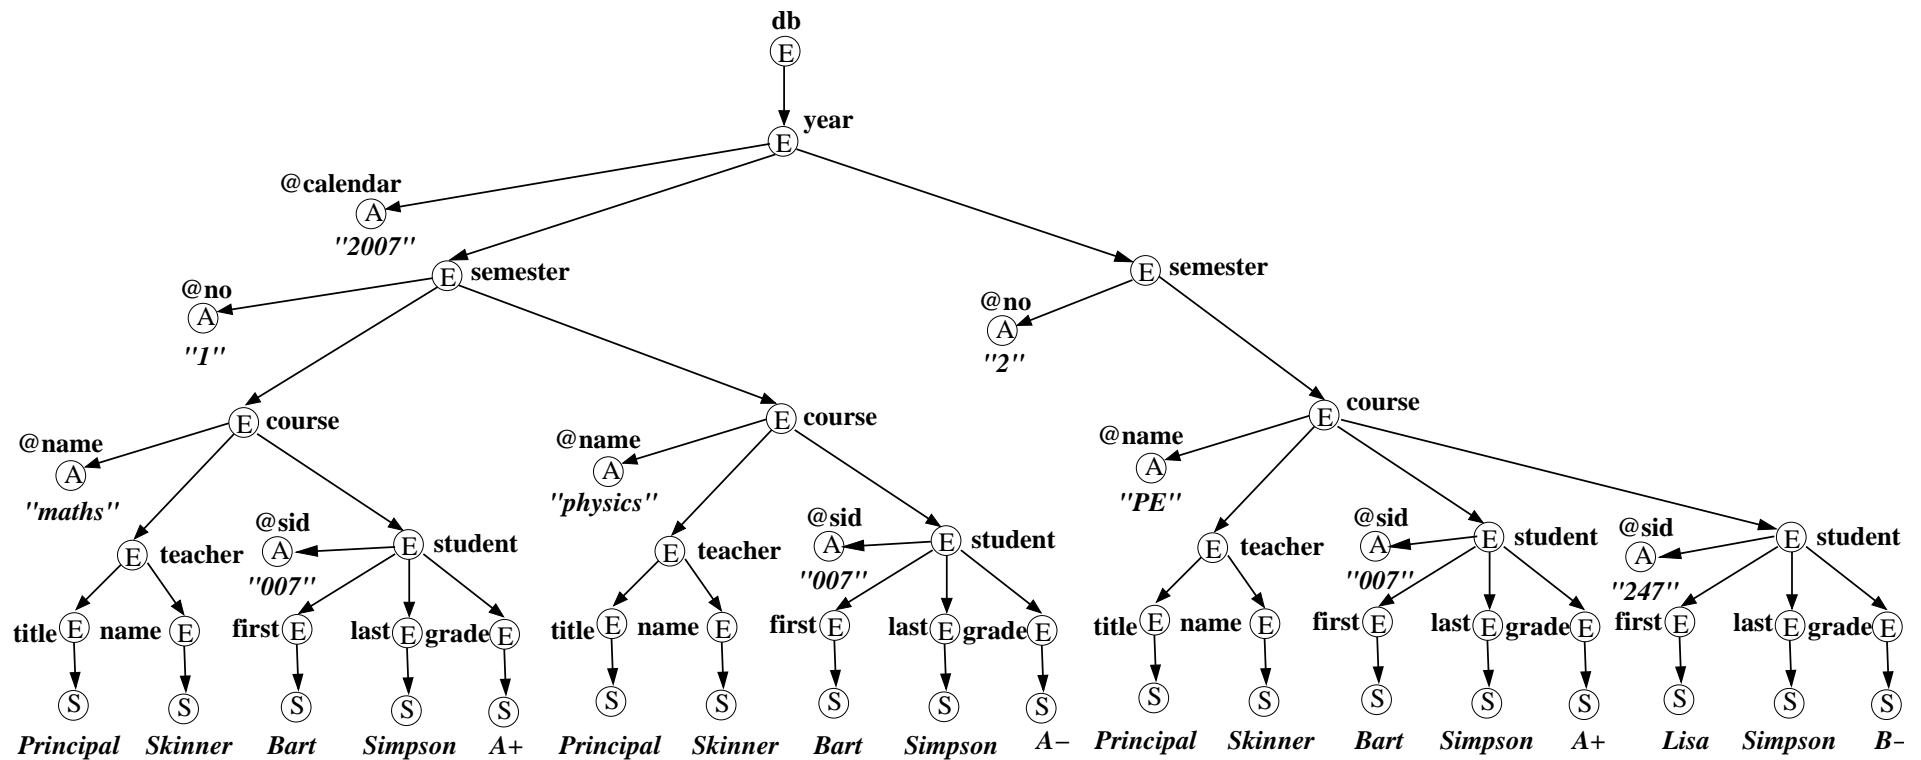 db
E
year
E
@calendar
A
"2007"
E semester
E semester
@no
A
"1"
@no
A
"2"
E course
E course
E course
@name
A
"maths"
@name
A
"physics"
@name
A
"PE"
E teacher
@sid
A
"007"
E student
E teacher
@sid
A
"007"
E student
E teacher
@sid
A
"007"
E student
@sid
A
"247"
E student
title E name E first E last E grade E title E name E first E last E grade E title E name E first E last E grade E first E last E grade E
S S S S S S S S S S S S S S S S S S
Principal Skinner Bart Simpson A+ Principal Skinner Bart Simpson A− Principal Skinner Bart Simpson A+ Lisa Simpson B−